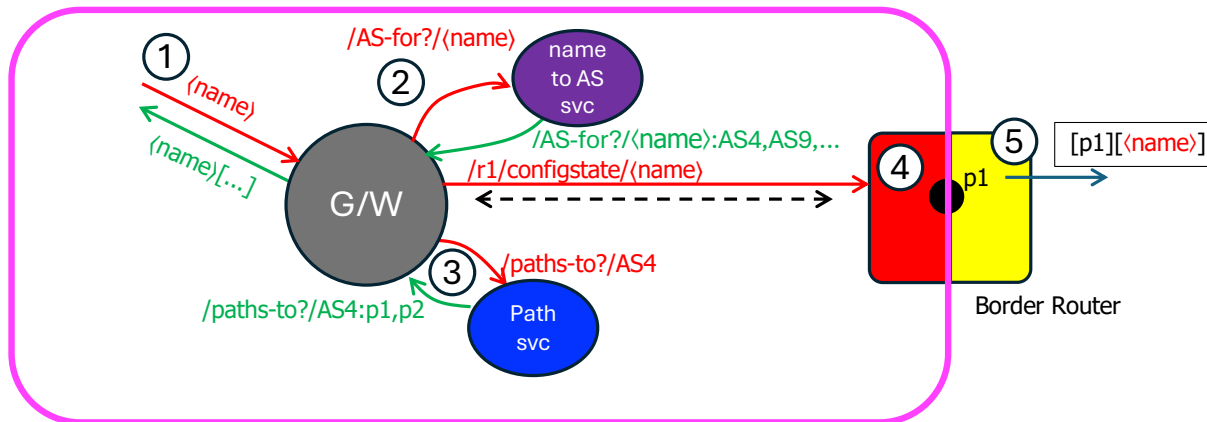 1
⟨name⟩
⟨name⟩[...]
2
/AS-for?/⟨name⟩
name
to AS
svc
/AS-for?/⟨name⟩:AS4,AS9,...
G/W
/r1/configstate/⟨name⟩
3
/paths-to?/AS4
/paths-to?/AS4:p1,p2
Path
svc
4
5
p1
[p1][⟨name⟩]
Border Router